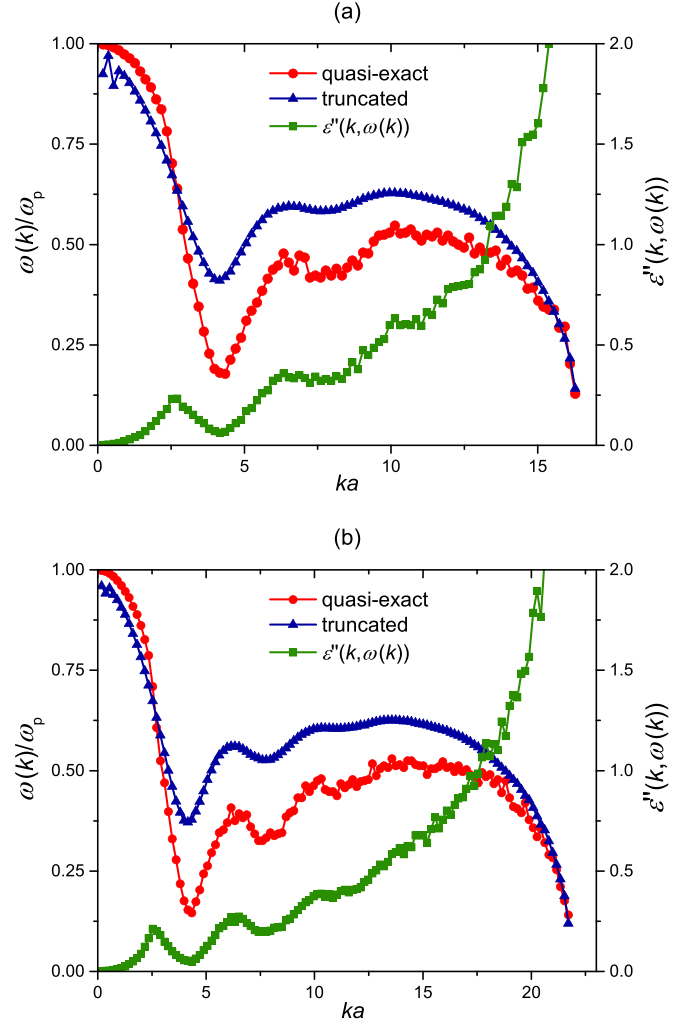 (a)
1.00
0.75
0.50
0.25
0.00
2.0
1.5
1.0
0.5
0.0
0
5
10
15
ω(k)/ωp
ε''(k,ω(k))
ka
quasi-exact
truncated
ε''(k,ω(k))
(b)
1.00
0.75
0.50
0.25
0.00
2.0
1.5
1.0
0.5
0.0
0
5
10
15
20
ω(k)/ωp
ε''(k,ω(k))
ka
quasi-exact
truncated
ε''(k,ω(k))